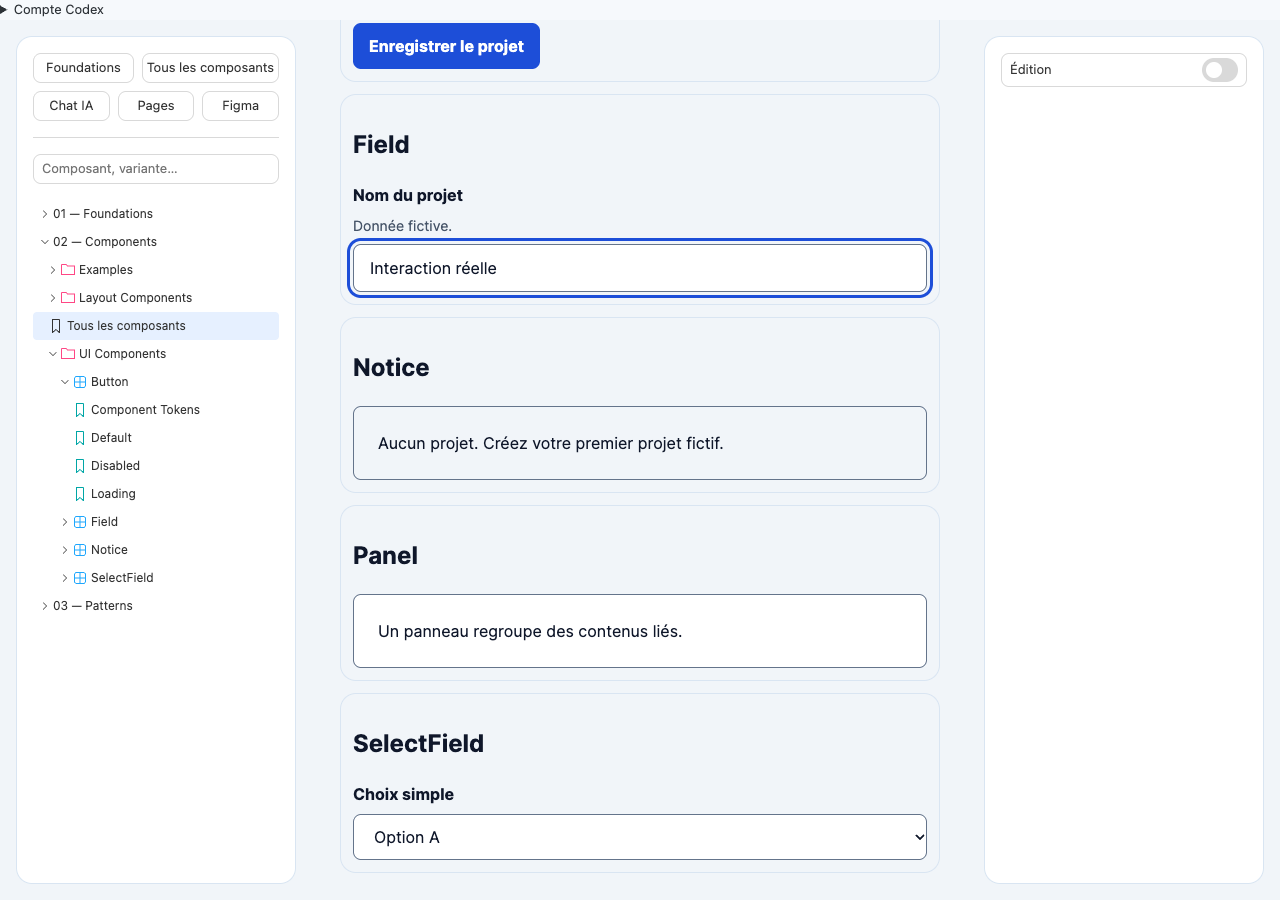 Compte Codex
Foundations
Tous les composants
Chat IA
Pages
Figma
Composant, variante…
01 — Foundations
02 — Components
Examples
Layout Components
Tous les composants
UI Components
Button
Component Tokens
Default
Disabled
Loading
Field
Notice
SelectField
03 — Patterns
Enregistrer le projet
Field
Nom du projet
Donnée fictive.
Interaction réelle
Notice
Aucun projet. Créez votre premier projet fictif.
Panel
Un panneau regroupe des contenus liés.
SelectField
Choix simple
Option A
Édition